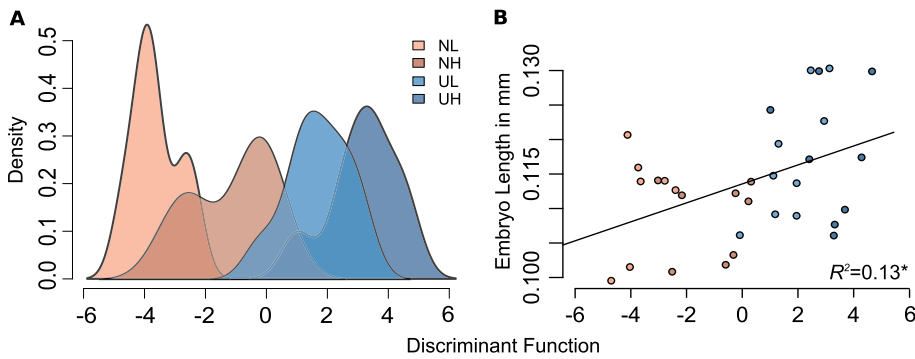 A
Density
0.0
0.1
0.2
0.3
0.4
0.5
NL
NH
UL
UH
-6
-4
-2
0
2
4
6
B
Embryo Length in mm
0.100
0.115
0.130
R²=0.13*
-6
-4
-2
0
2
4
6
Discriminant Function